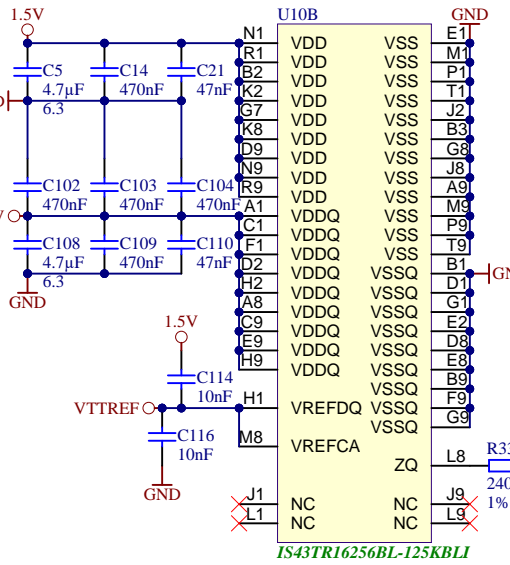 1.5V
U10B
GND
N1 VDD VSS E1
R1 VDD VSS M1
B2 VDD VSS P1
K2 VDD VSS T1
G7 VDD VSS J2
K8 VDD VSS B3
D9 VDD VSS G8
N9 VDD VSS J8
R9 VDD VSS A9
A1 VDDQ VSS M9
C1 VDDQ VSS P9
F1 VDDQ VSS T9
D2 VDDQ VSSQ B1
H2 VDDQ VSSQ D1
A8 VDDQ VSSQ G1
C9 VDDQ VSSQ E2
E9 VDDQ VSSQ D8
H9 VDDQ VSSQ E8
VSSQ B9
H1 VREFDQ VSSQ F9
VSSQ G9
M8 VREFCA
ZQ L8
J1 NC NC J9
L1 NC NC L9
C5 C14 C21
4.7µF 470nF 47nF
6.3
C102 C103 C104
470nF 470nF 470nF
C108 C109 C110
4.7µF 470nF 47nF
6.3
GND
1.5V
C114
10nF
VTTREF
C116
10nF
GND
1%
IS43TR16256BL-125KBLI